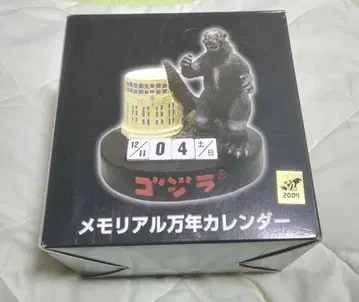 12/11 04 土/日
ゴジラ®
2004
メモリアル万年カレンダー